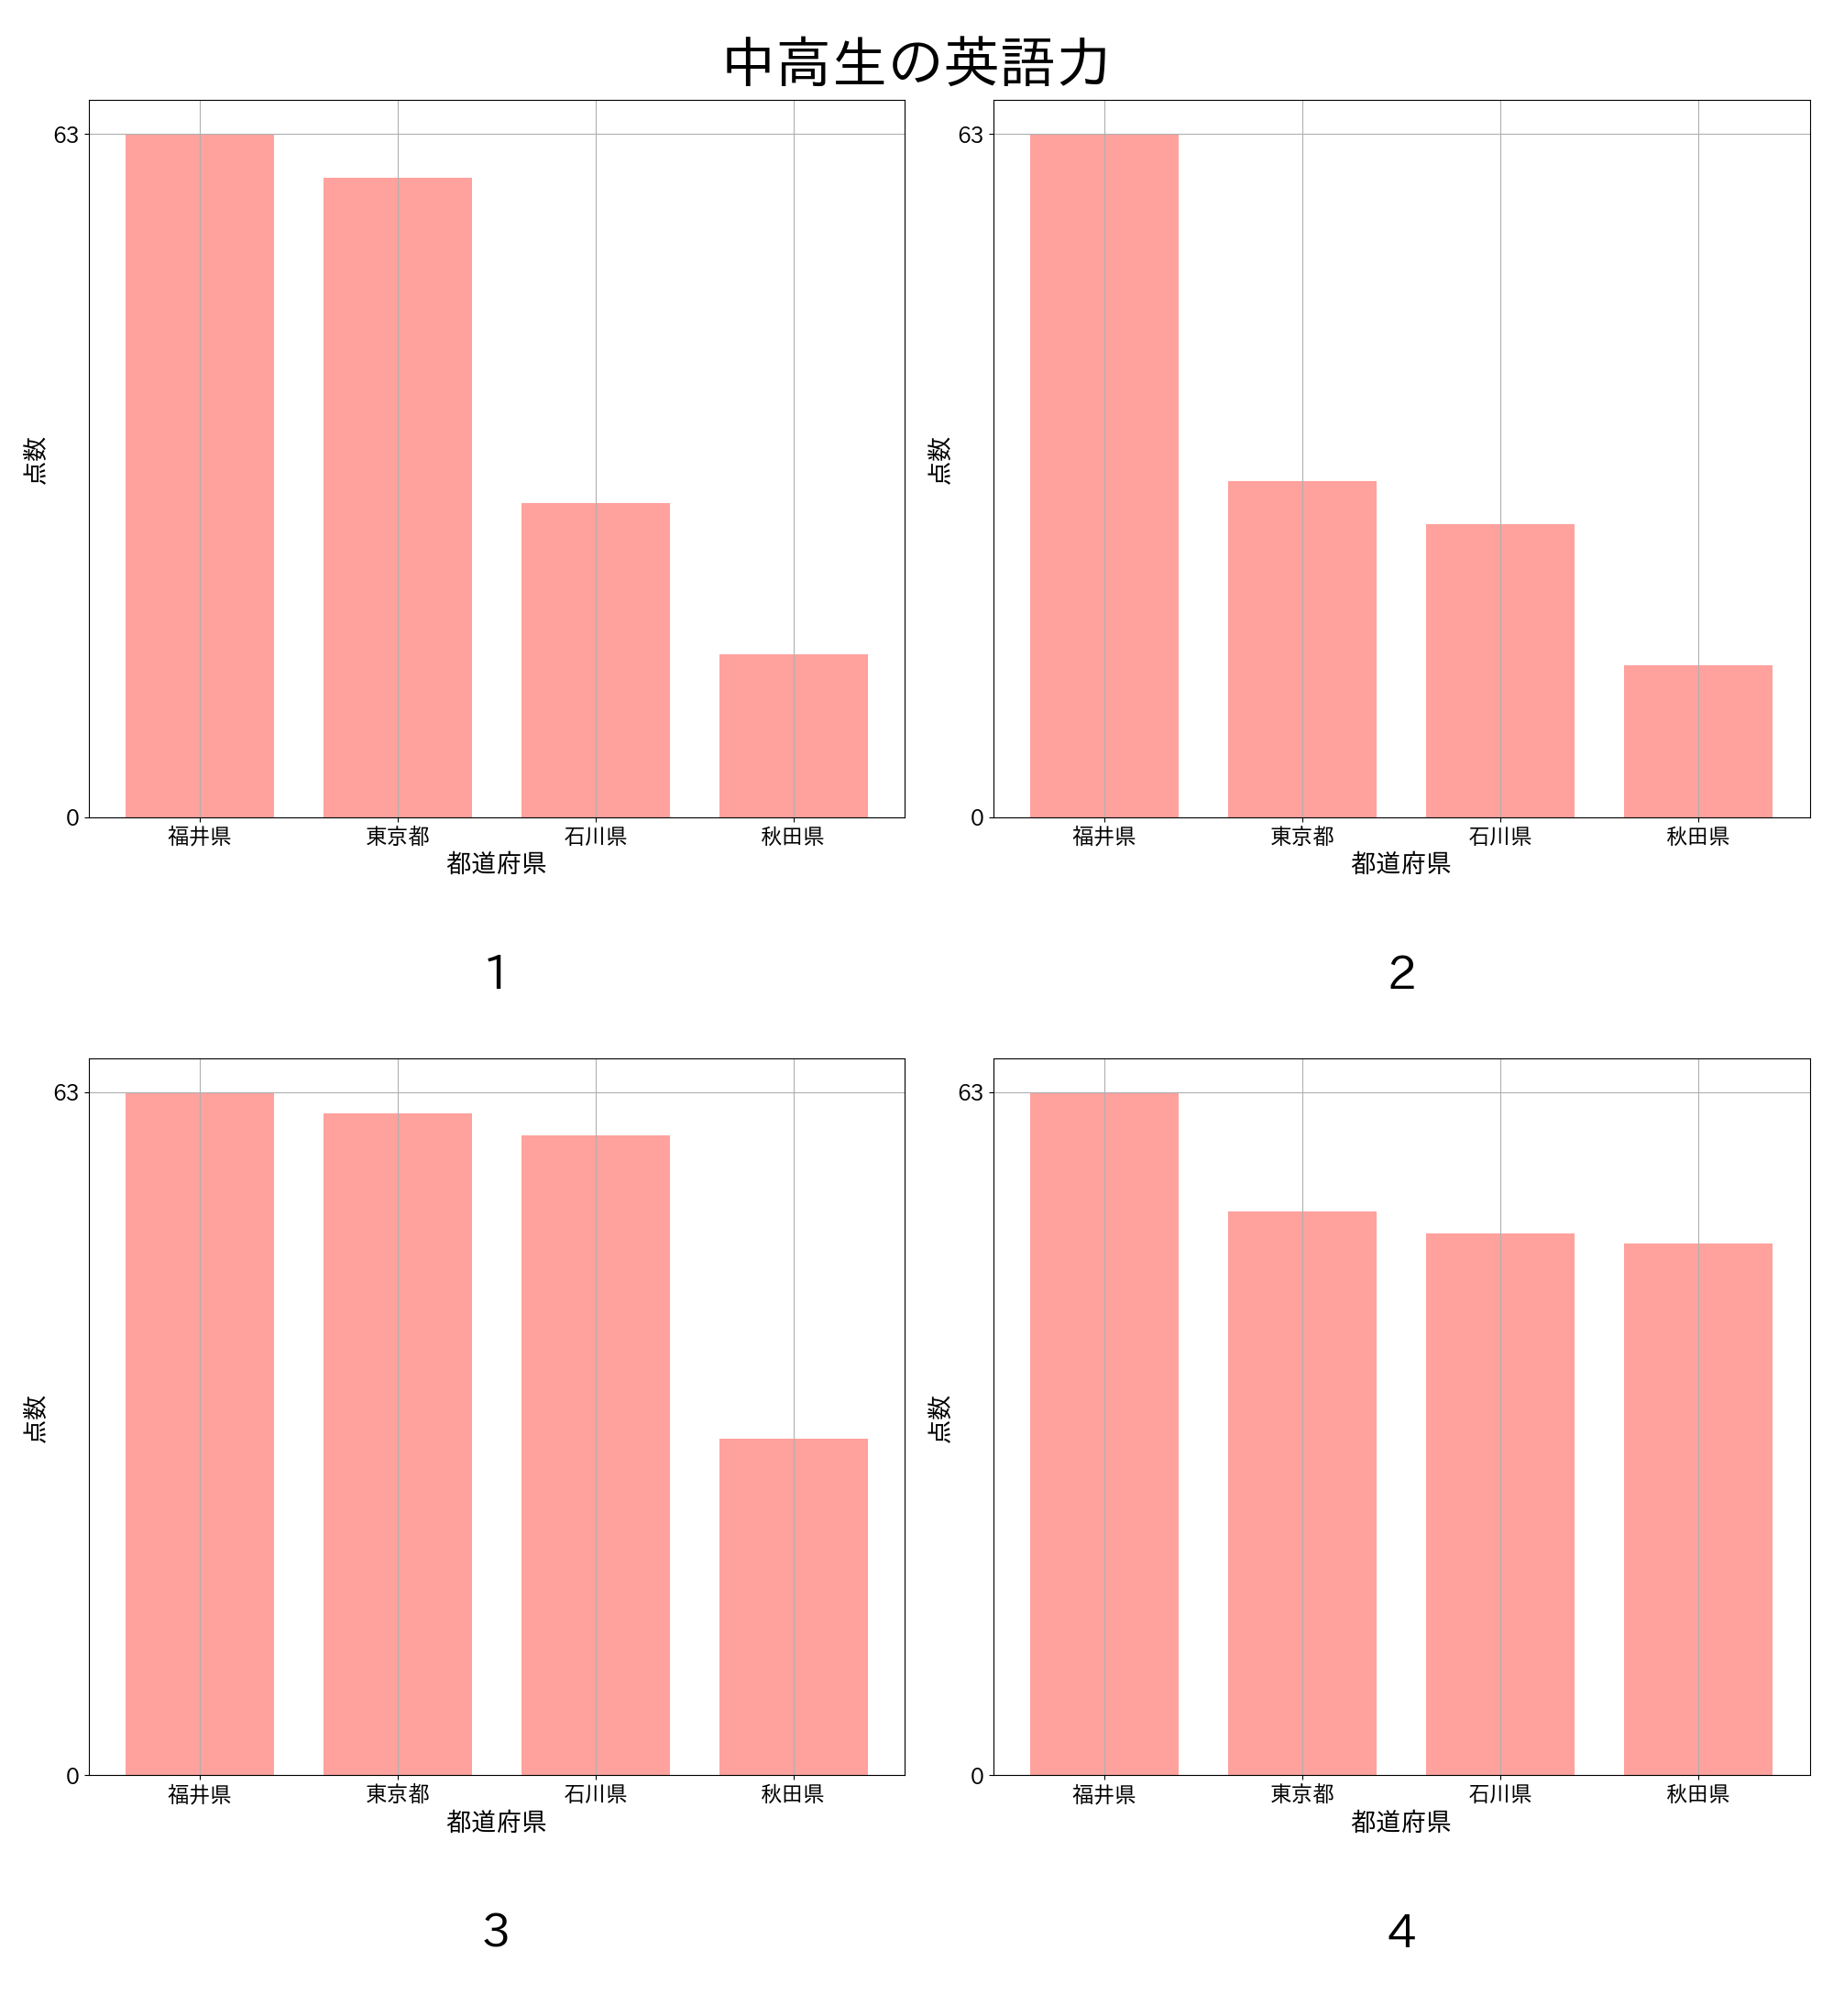 中高生の英語力
63
0
点数
福井県 東京都 石川県 秋田県
都道府県
1
63
0
点数
福井県 東京都 石川県 秋田県
都道府県
2
63
0
点数
福井県 東京都 石川県 秋田県
都道府県
3
63
0
点数
福井県 東京都 石川県 秋田県
都道府県
4